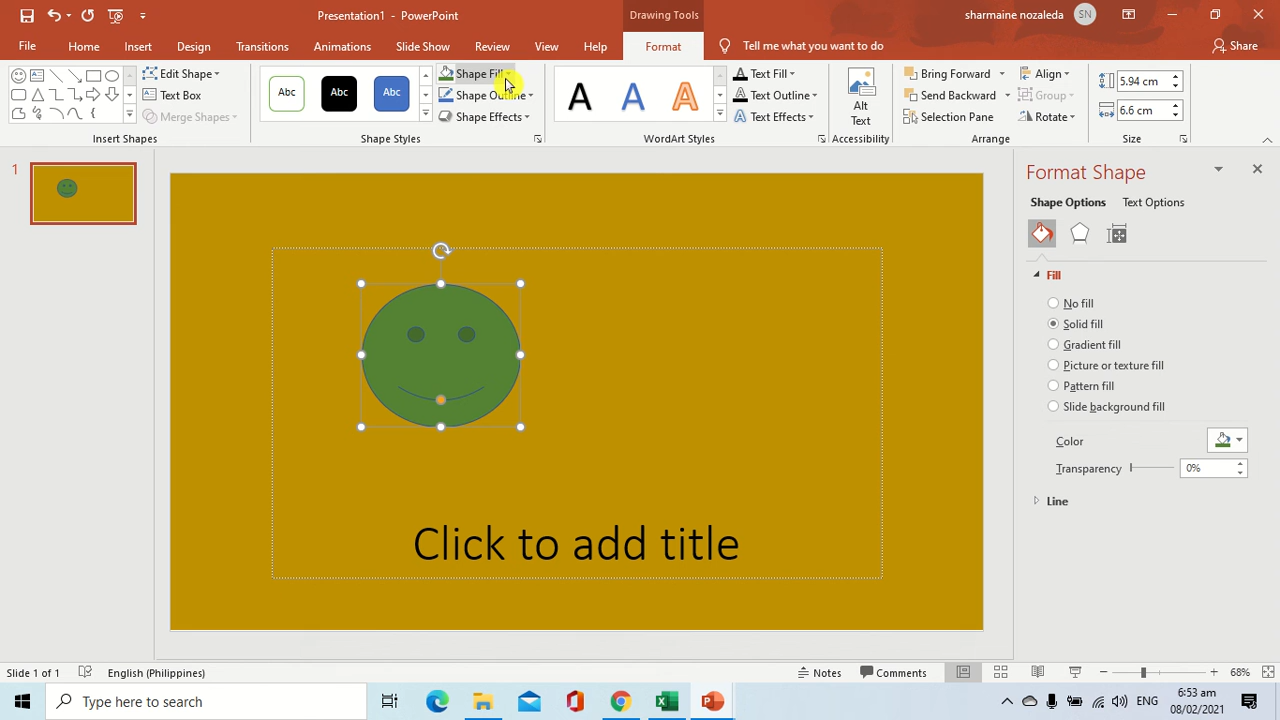 Presentation1 - PowerPoint
Drawing Tools
sharmaine nozaleda
SN
File
Home
Insert
Design
Transitions
Animations
Slide Show
Review
View
Help
Format
Tell me what you want to do
Share
Edit Shape
Text Box
Merge Shapes
Insert Shapes
Abc
Abc
Abc
Shape Fill
Shape Outline
Shape Effects
Shape Styles
A
A
A
Text Fill
Text Outline
Text Effects
WordArt Styles
Alt
Text
Accessibility
Bring Forward
Send Backward
Selection Pane
Align
Group
Rotate
Arrange
5.94 cm
6.6 cm
Size
1
Click to add title
Format Shape
Shape Options
Text Options
Fill
No fill
Solid fill
Gradient fill
Picture or texture fill
Pattern fill
Slide background fill
Color
Transparency
0%
Line
Slide 1 of 1
English (Philippines)
Notes
Comments
68%
Type here to search
ENG
6:53 am
08/02/2021